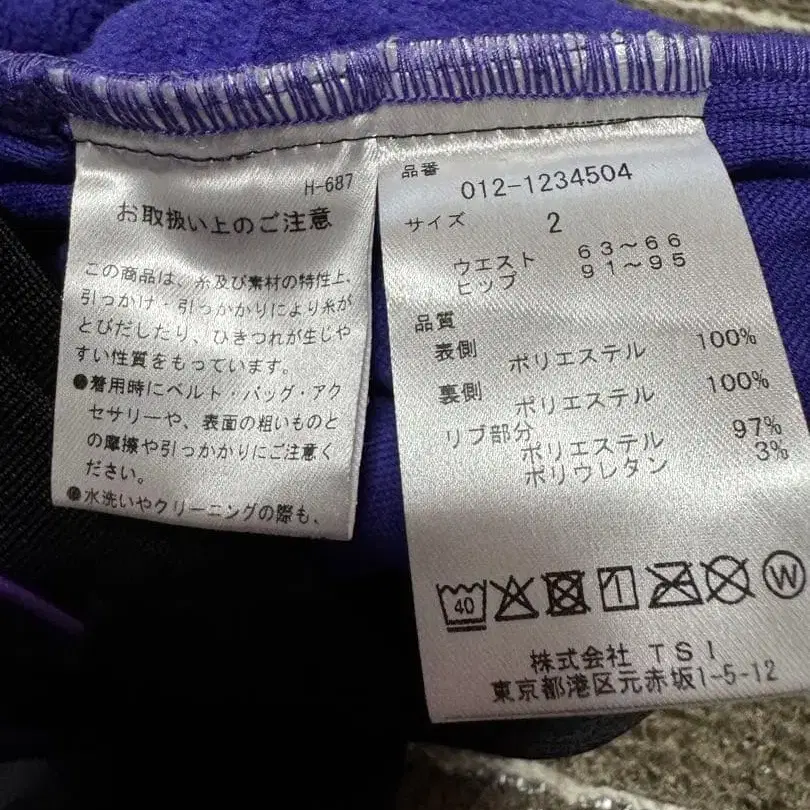 H-687
お取扱い上のご注意
この商品は、糸及び素材の特性上、
引っかけ・引っかかりにより糸が
とびだしたり、ひきつれが生じや
すい性質をもっています。
●着用時にベルト・バッグ・アク
セサリーや、表面の粗いものと
の摩擦や引っかかりにご注意く
ださい。
●水洗いやクリーニングの際も、
品番 012-1234504
サイズ 2
ウエスト 63～66
ヒップ 91～95
品質
表側 ポリエステル 100%
裏側 ポリエステル 100%
リブ部分
ポリエステル 97%
ポリウレタン 3%
40 W
株式会社 TSI
東京都港区元赤坂1-5-12